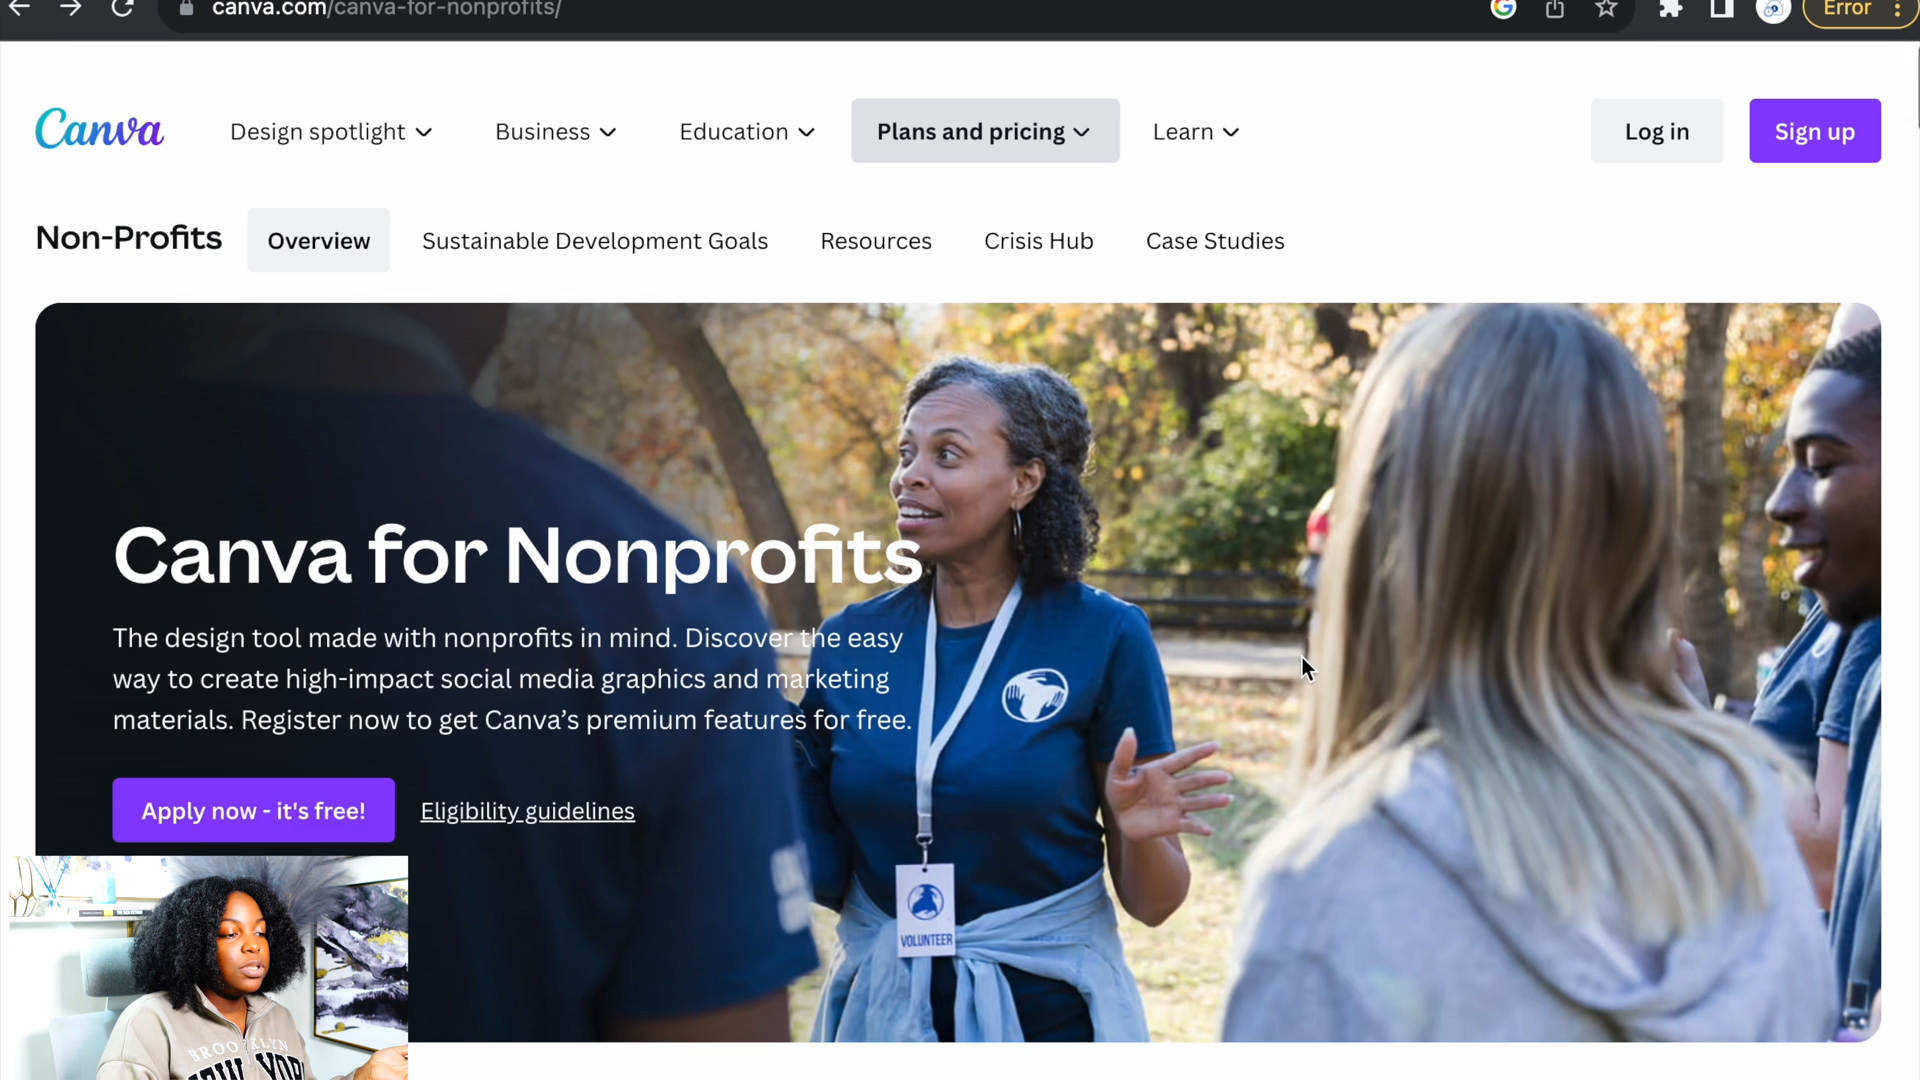 canva.com/canva-for-nonprofits/
Error
Canva
Design spotlight
Business
Education
Plans and pricing
Learn
Log in
Sign up
Non-Profits
Overview
Sustainable Development Goals
Resources
Crisis Hub
Case Studies
Canva for Nonprofits
The design tool made with nonprofits in mind. Discover the easy
way to create high-impact social media graphics and marketing
materials. Register now to get Canva’s premium features for free.
Apply now - it's free!
Eligibility guidelines
VOLUNTEER
BROOKLYN
NEW YORK